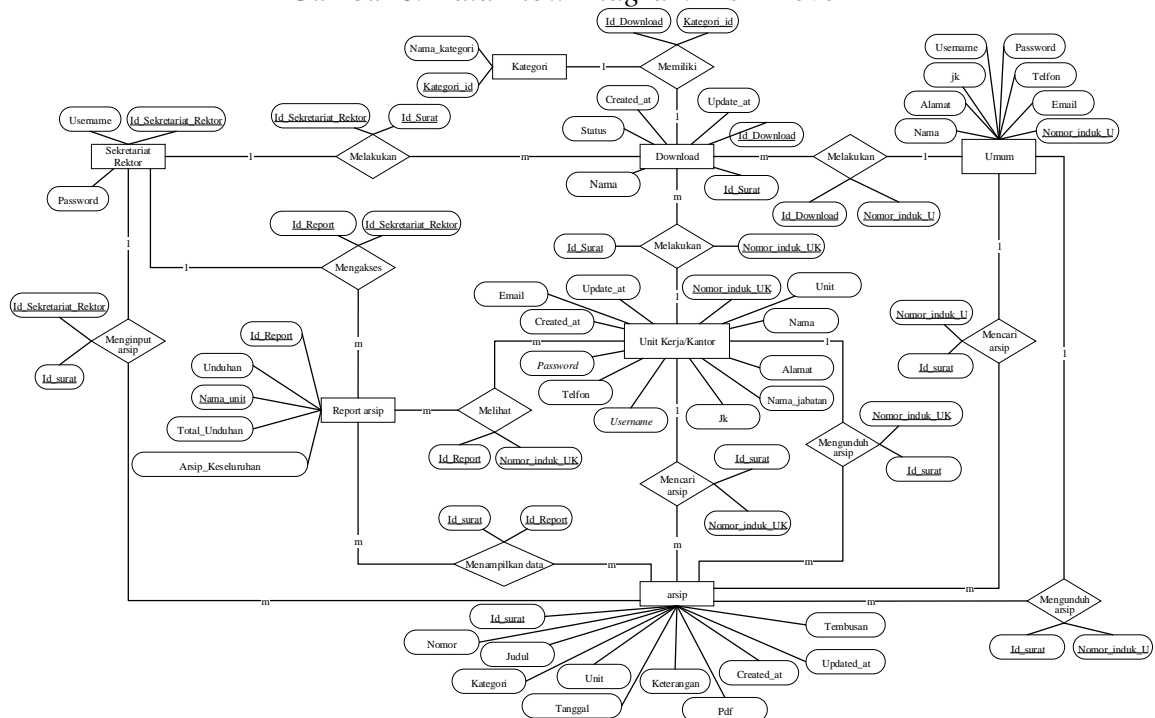 Id_Download
Kategori_id
Nama_kategori
Kategori
1
Memiliki
Kategori_id
1
Username
Password
jk
Telfon
Alamat
Email
Nama
Nomor_induk_U
Umum
Created_at
Update_at
Status
Id_Download
Download
Nama
Id_Surat
Username
Id_Sekretariat_Rektor
Sekretariat
Rektor
Password
Id_Sekretariat_Rektor
Id_Surat
1
Melakukan
m
m
Melakukan
1
Id_Download
Nomor_induk_U
m
Id_Surat
Melakukan
Nomor_induk_UK
1
Id_Report
Id_Sekretariat_Rektor
1
Mengakses
m
1
Id_Sekretariat_Rektor
Menginput
arsip
Id_surat
Email
Update_at
Nomor_induk_UK
Unit
Created_at
Nama
Unit Kerja/Kantor
Password
Alamat
Telfon
Nama_jabatan
Username
Jk
m
1
1
Nomor_induk_U
Mencari
arsip
Id_surat
1
1
Id_Report
Unduhan
Nama_unit
Report arsip
Total_Unduhan
Arsip_Keseluruhan
m
Melihat
Id_Report
Nomor_induk_UK
1
Nomor_induk_UK
Mengunduh
arsip
Id_surat
Id_surat
Mencari
arsip
Nomor_induk_UK
m
m
Id_surat
Id_Report
m
Menampilkan data
m
m
m
arsip
m
m
Mengunduh
arsip
Id_surat
Nomor_induk_U
Id_surat
Nomor
Judul
Kategori
Unit
Tanggal
Keterangan
Pdf
Created_at
Updated_at
Tembusan